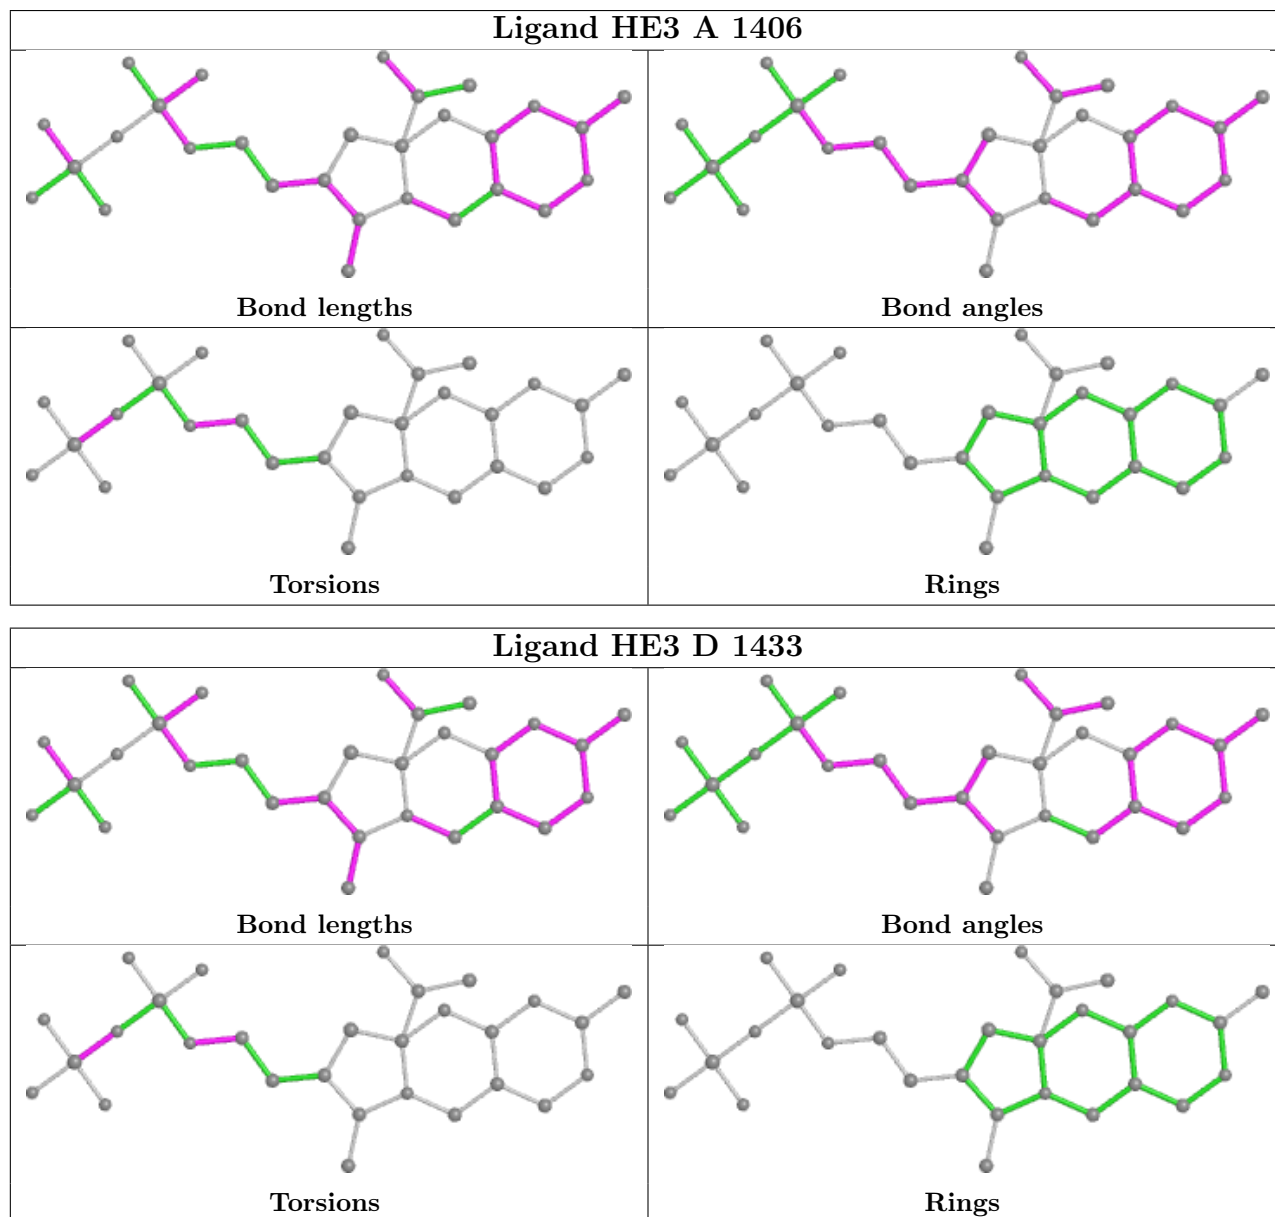 Ligand HE3 A 1406
Bond lengths
Bond angles
Torsions
Rings
Ligand HE3 D 1433
Bond lengths
Bond angles
Torsions
Rings